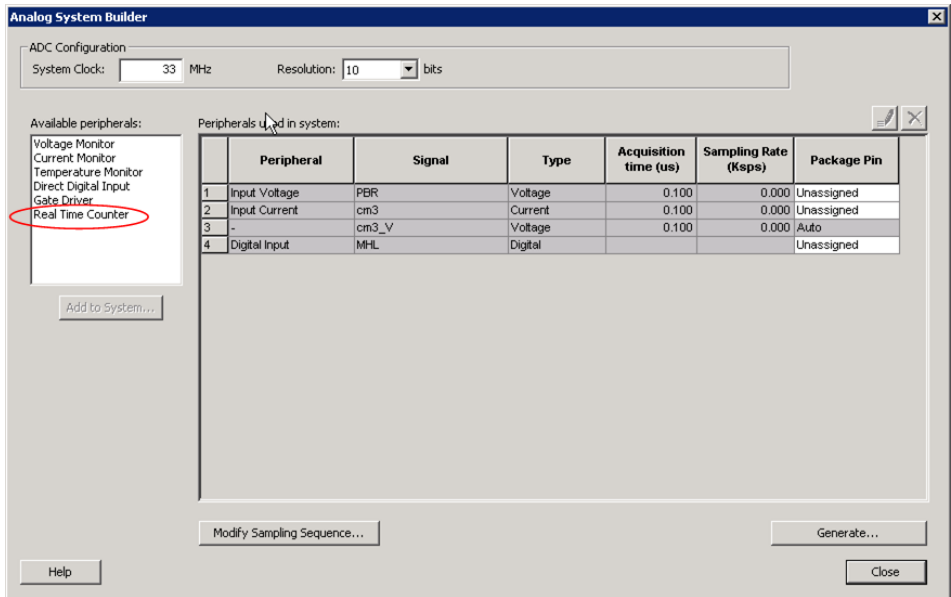 Analog System Builder
ADC Configuration
System Clock: 33 MHz Resolution: 10 bits
Available peripherals:
Voltage Monitor
Current Monitor
Temperature Monitor
Direct Digital Input
Gate Driver
Real Time Counter
Add to System...
Peripherals in system:
Peripheral Signal Type Acquisition time (us) Sampling Rate (Ksps) Package Pin
1 Input Voltage PBR Voltage 0.100 0.000 Unassigned
2 Input Current cm3 Current 0.100 0.000 Unassigned
3 - cm3_V Voltage 0.100 0.000 Auto
4 Digital Input MHL Digital Unassigned
Modify Sampling Sequence... Generate...
Help Close